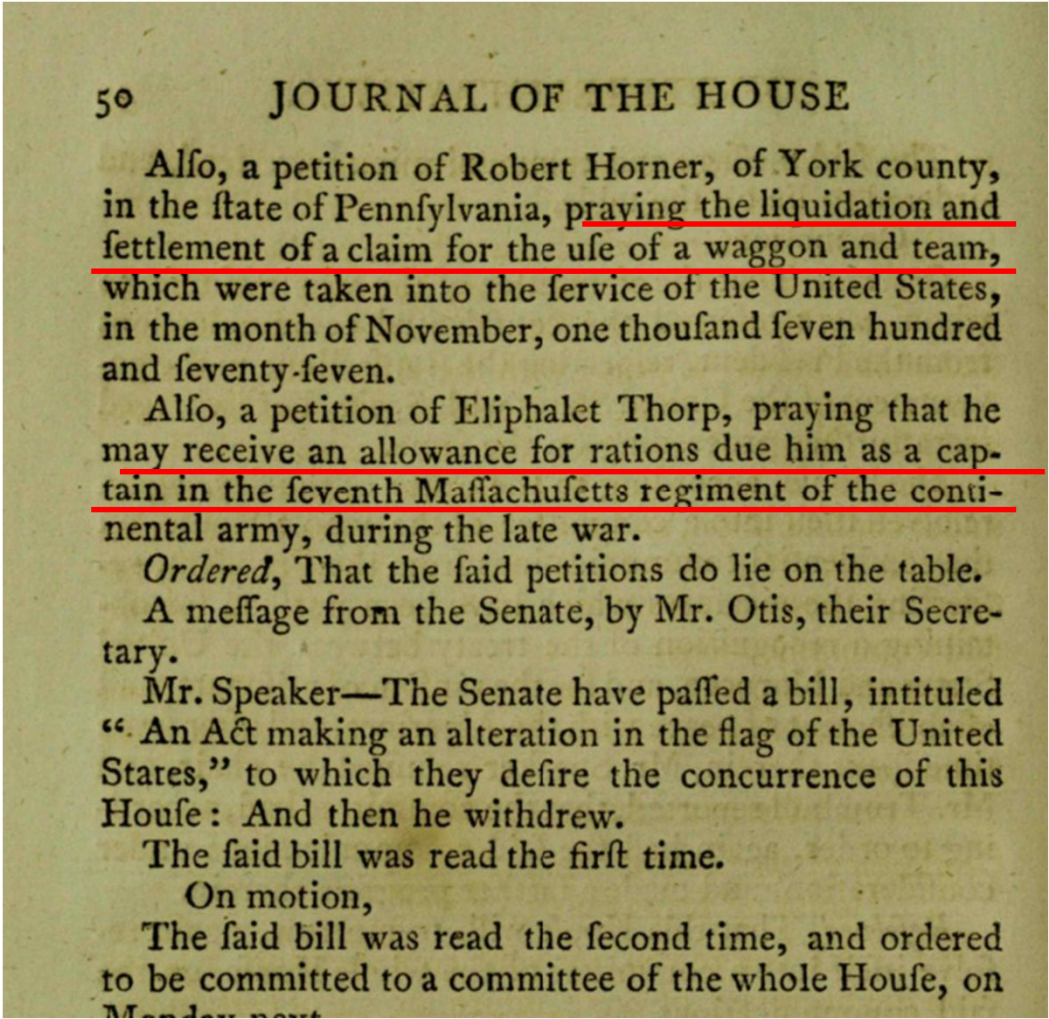 50 JOURNAL OF THE HOUSE
Alſo, a petition of Robert Horner, of York county,
in the ſtate of Pennſylvania, praying the liquidation and
ſettlement of a claim for the uſe of a waggon and team,
which were taken into the ſervice of the United States,
in the month of November, one thouſand ſeven hundred
and ſeventy-ſeven.
Alſo, a petition of Eliphalet Thorp, praying that he
may receive an allowance for rations due him as a cap-
tain in the ſeventh Maſſachuſetts regiment of the conti-
nental army, during the late war.
Ordered, That the ſaid petitions do lie on the table.
A meſſage from the Senate, by Mr. Otis, their Secre-
tary.
Mr. Speaker—The Senate have paſſed a bill, intituled
“ An Act making an alteration in the flag of the United
States,” to which they deſire the concurrence of this
Houſe: And then he withdrew.
The ſaid bill was read the firſt time.
On motion,
The ſaid bill was read the ſecond time, and ordered
to be committed to a committee of the whole Houſe, on
Monday next